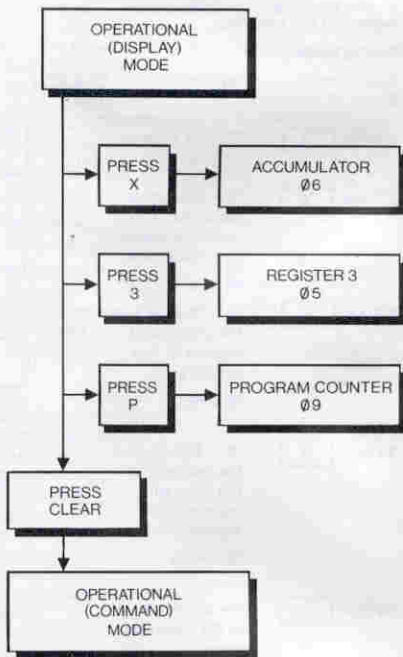 OPERATIONAL
(DISPLAY)
MODE
PRESS
X
ACCUMULATOR
Ø6
PRESS
3
REGISTER 3
Ø5
PRESS
P
PROGRAM COUNTER
Ø9
PRESS
CLEAR
OPERATIONAL
(COMMAND)
MODE